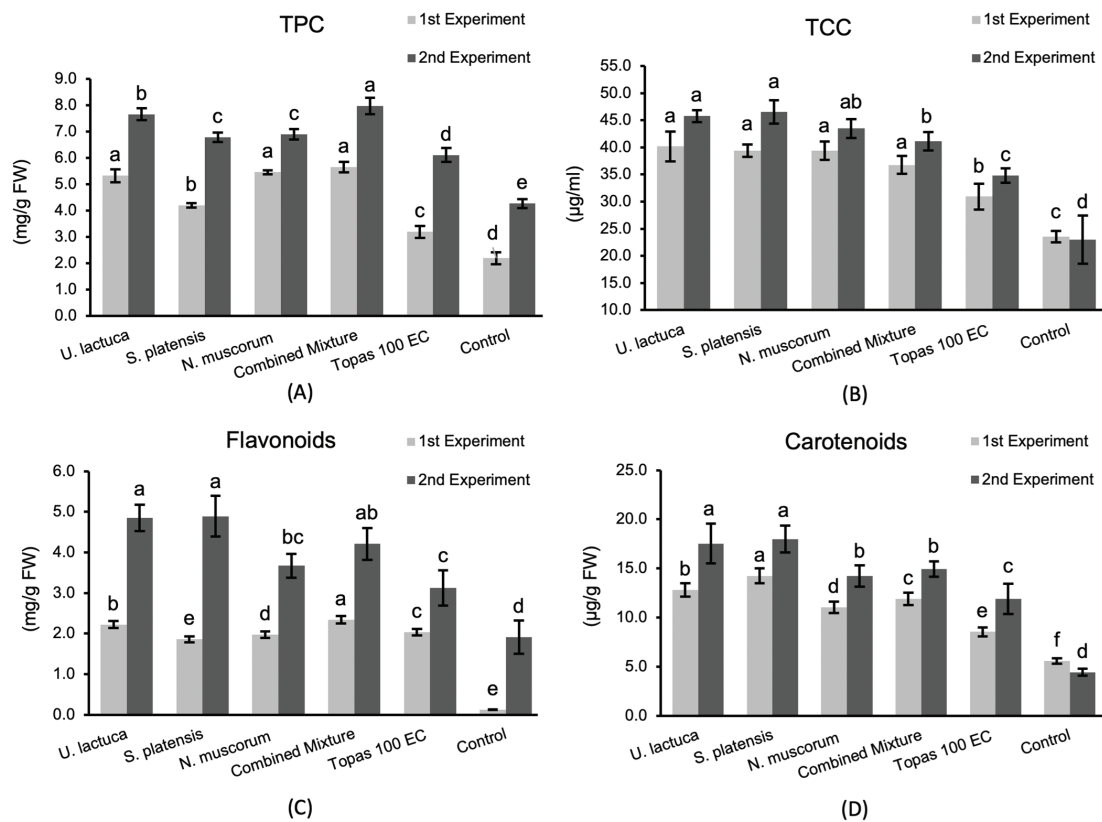 TPC
1st Experiment
2nd Experiment
(mg/g FW)
9.0
8.0
7.0
6.0
5.0
4.0
3.0
2.0
1.0
0.0
a b
b c
a c
a a
c d
d e
U. lactuca
S. platensis
N. muscorum
Combined Mixture
Topas 100 EC
Control
(A)
TCC
1st Experiment
2nd Experiment
(µg/ml)
65.0
45.0
50.0
45.0
40.0
35.0
30.0
25.0
20.0
15.0
10.0
a a
a a
a ab
a b
b c
c d
U. lactuca
S. platensis
N. muscorum
Combined Mixture
Topas 100 EC
Control
(B)
Flavonoids
1st Experiment
2nd Experiment
(mg/g FW)
6.0
5.0
4.0
3.0
2.0
1.0
0.0
b a
e a
d bc
a ab
c c
e d
U. lactuca
S. platensis
N. muscorum
Combined Mixture
Topas 100 EC
Control
(C)
Carotenoids
1st Experiment
2nd Experiment
(µg/g FW)
25.0
20.0
15.0
10.0
5.0
0.0
b a
a a
d b
c b
e c
f d
U. lactuca
S. platensis
N. muscorum
Combined Mixture
Topas 100 EC
Control
(D)